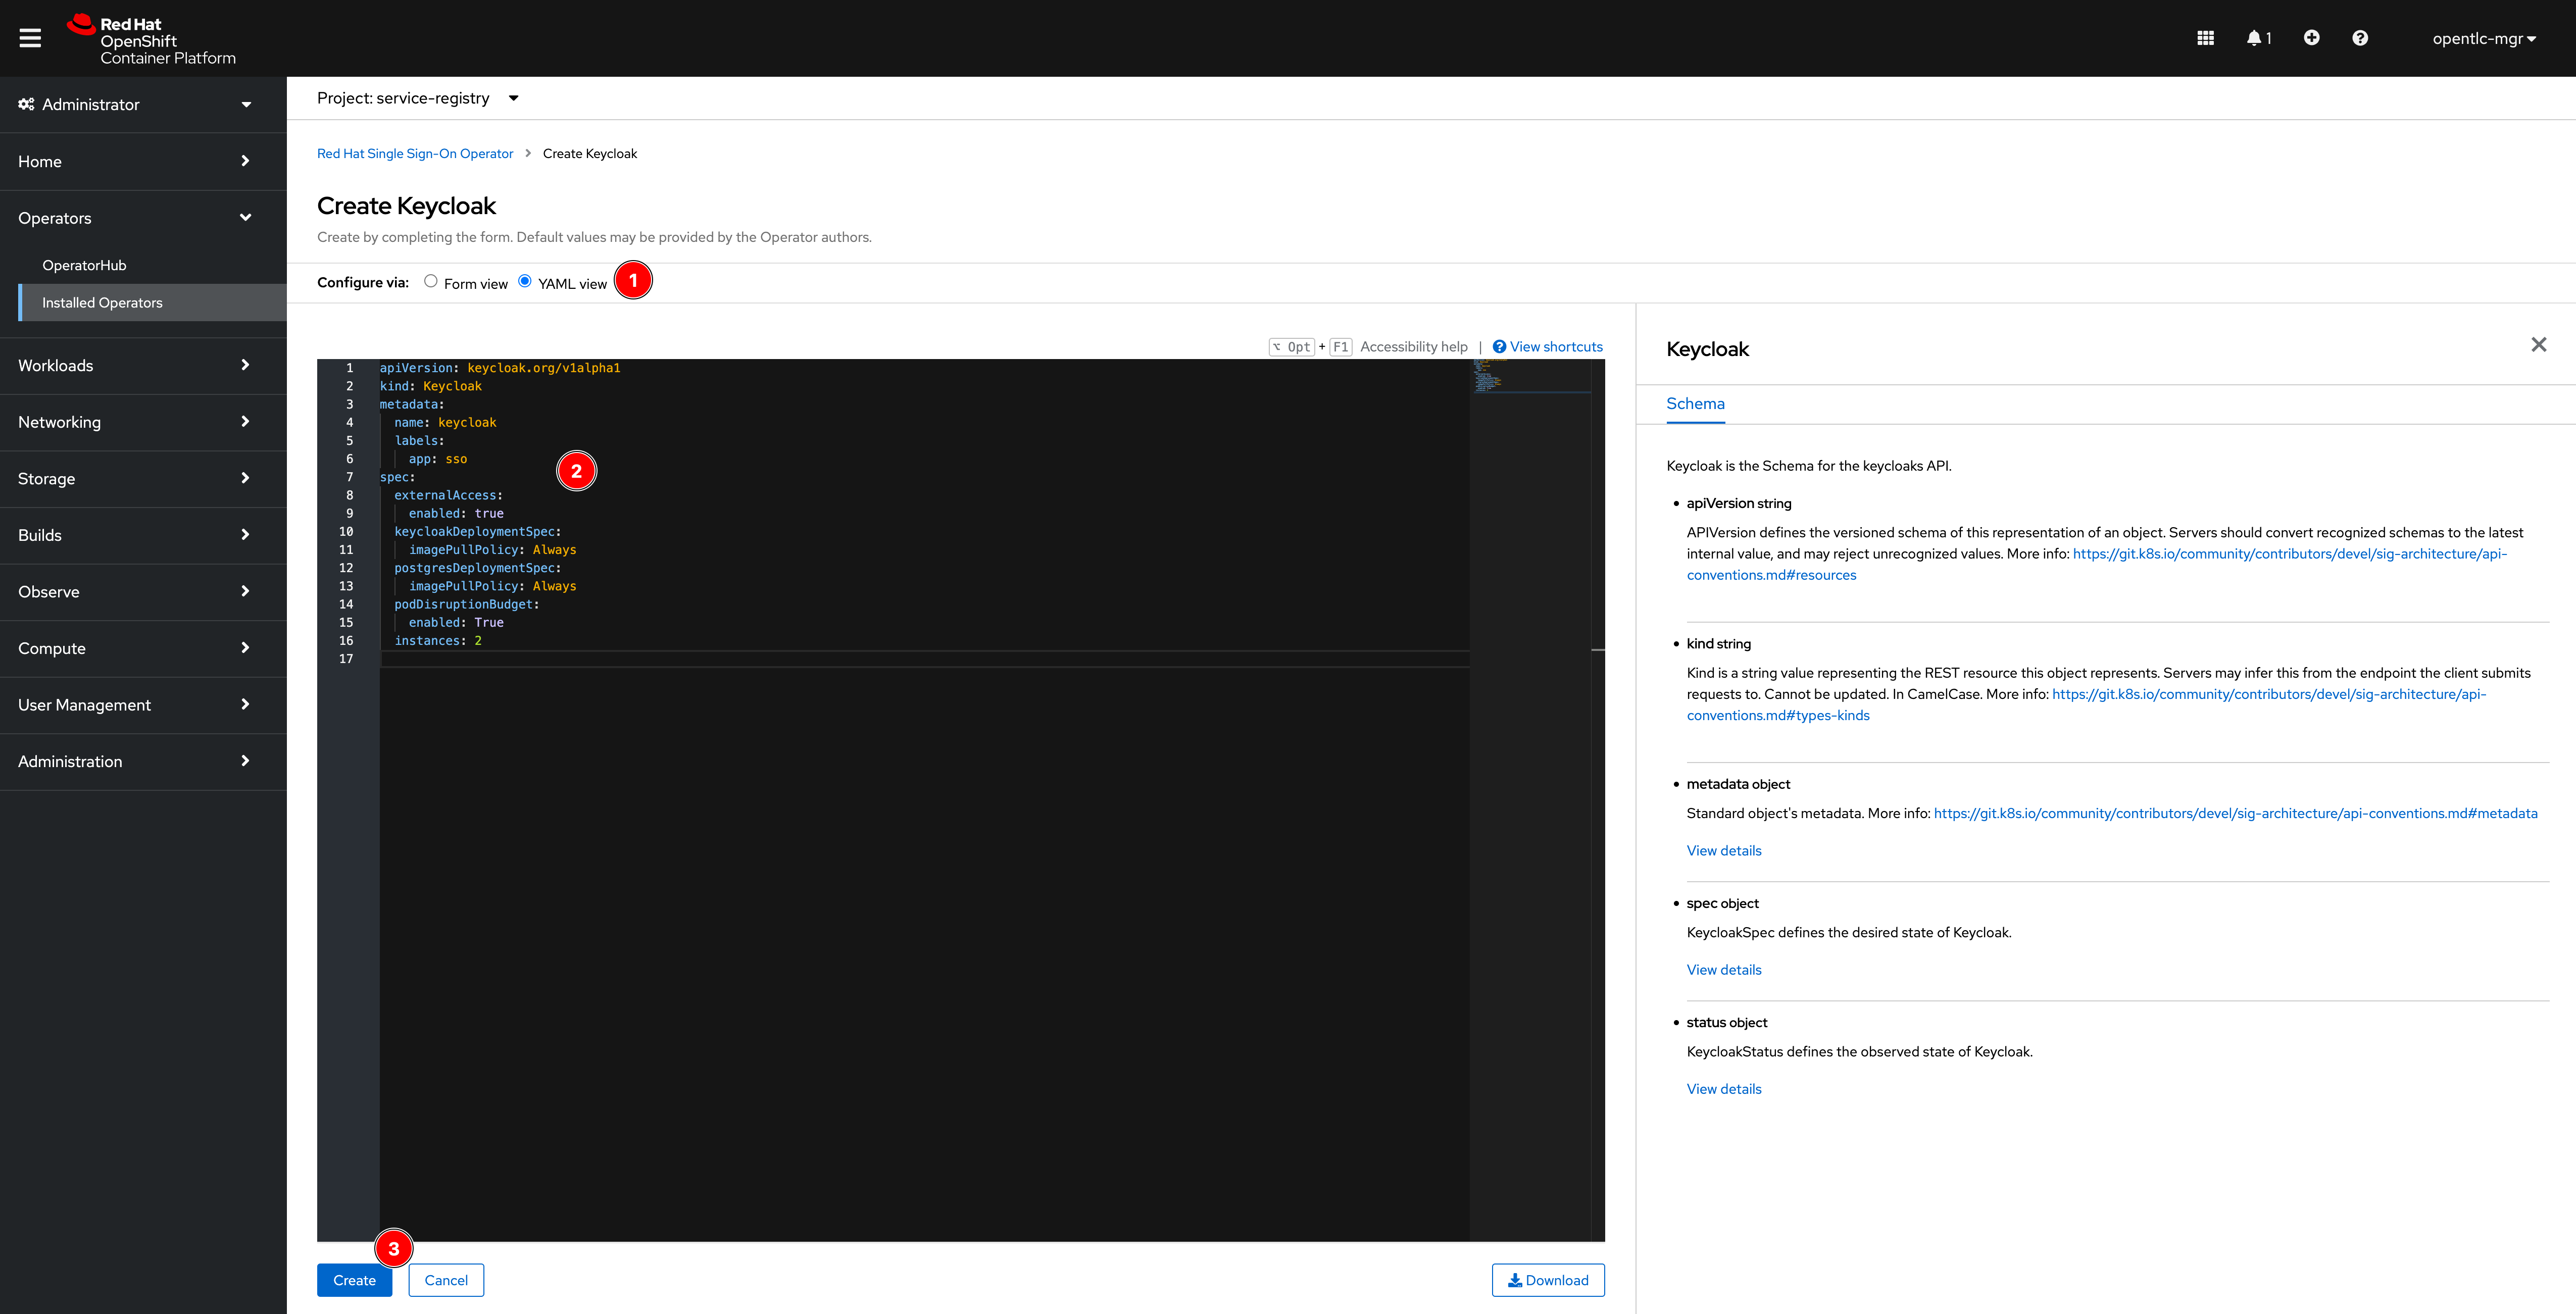 Red Hat
OpenShift
Container Platform
1
opentlc-mgr
Administrator
Home
Operators
OperatorHub
Installed Operators
Workloads
Networking
Storage
Builds
Observe
Compute
User Management
Administration
Project: service-registry
Red Hat Single Sign-On Operator > Create Keycloak
Create Keycloak
Create by completing the form. Default values may be provided by the Operator authors.
Configure via: Form view YAML view 1
⌥ Opt + F1 Accessibility help | View shortcuts
1 apiVersion: keycloak.org/v1alpha1
2 kind: Keycloak
3 metadata:
4   name: keycloak
5   labels:
6     app: sso
2
7 spec:
8   externalAccess:
9     enabled: true
10   keycloakDeploymentSpec:
11     imagePullPolicy: Always
12   postgresDeploymentSpec:
13     imagePullPolicy: Always
14   podDisruptionBudget:
15     enabled: True
16   instances: 2
17
3
Create Cancel Download
Keycloak
Schema
Keycloak is the Schema for the keycloaks API.
• apiVersion string
APIVersion defines the versioned schema of this representation of an object. Servers should convert recognized schemas to the latest
internal value, and may reject unrecognized values. More info: https://git.k8s.io/community/contributors/devel/sig-architecture/api-
conventions.md#resources
• kind string
Kind is a string value representing the REST resource this object represents. Servers may infer this from the endpoint the client submits
requests to. Cannot be updated. In CamelCase. More info: https://git.k8s.io/community/contributors/devel/sig-architecture/api-
conventions.md#types-kinds
• metadata object
Standard object's metadata. More info: https://git.k8s.io/community/contributors/devel/sig-architecture/api-conventions.md#metadata
View details
• spec object
KeycloakSpec defines the desired state of Keycloak.
View details
• status object
KeycloakStatus defines the observed state of Keycloak.
View details